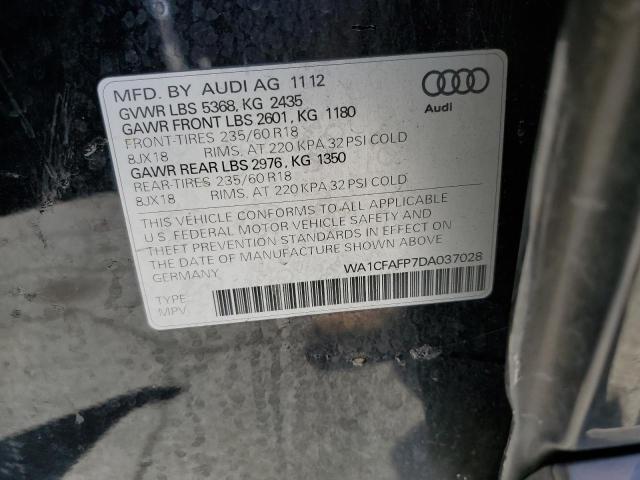 MFD. BY AUDI AG 11 12
GVWR LBS 5368, KG 2435
GAWR FRONT LBS 2601, KG 1180
FRONT-TIRES 235/60 R18
8JX18 RIMS, AT 220 KPA 32 PSI COLD
GAWR REAR LBS 2976, KG 1350
REAR-TIRES 235/60 R18
8JX18 RIMS, AT 220 KPA 32 PSI COLD
THIS VEHICLE CONFORMS TO ALL APPLICABLE
U.S. FEDERAL MOTOR VEHICLE SAFETY AND
THEFT PREVENTION STANDARDS IN EFFECT ON
THE DATE OF MANUFACTURE SHOWN ABOVE
GERMANY
WA1CFAFP7DA037028
TYPE
MPV
Audi